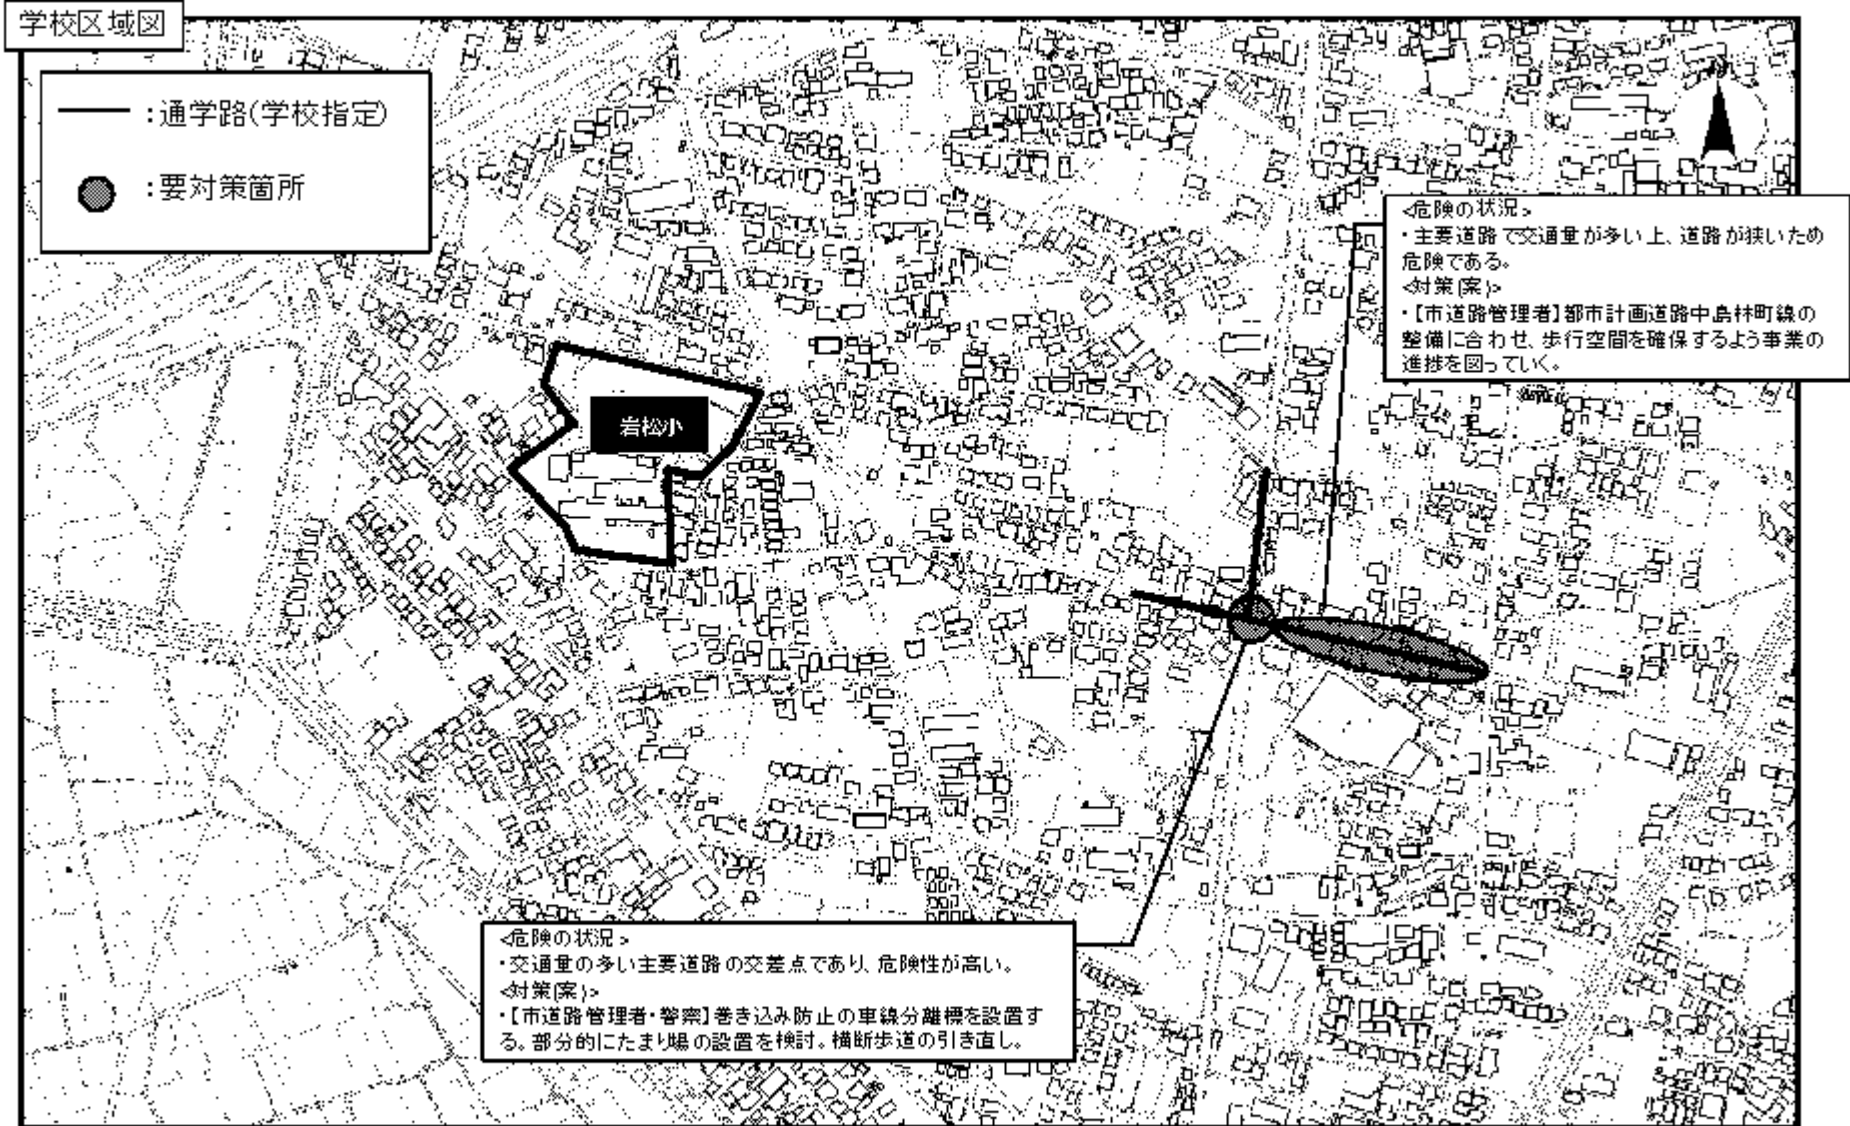 学校区域図
:通学路(学校指定)
:要対策箇所
<危険の状況>
・主要道路で交通量が多い上、道路が狭いため
危険である。
<対策(案)>
・【市道路管理者】都市計画道路中島林町線の
整備に合わせ、歩行空間を確保するよう事業の
進捗を図っていく。
岩松小
<危険の状況>
・交通量の多い主要道路の交差点であり、危険性が高い。
<対策(案)>
・【市道路管理者・警察】巻き込み防止の車線分離標を設置す
る。部分的にたまり場の設置を検討。横断歩道の引き直し。